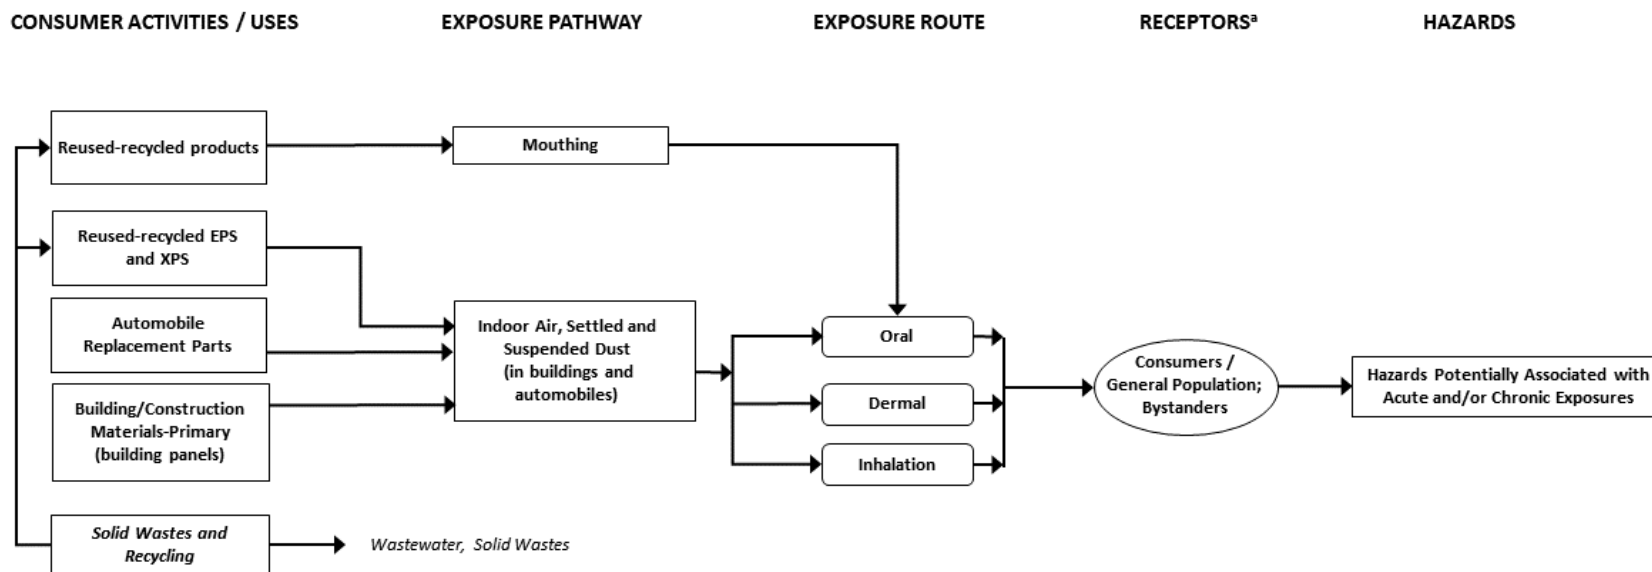 CONSUMER ACTIVITIES / USES
EXPOSURE PATHWAY
EXPOSURE ROUTE
RECEPTORSᵃ
HAZARDS
Reused-recycled products
Mouthing
Reused-recycled EPS
and XPS
Automobile
Replacement Parts
Building/Construction
Materials-Primary
(building panels)
Solid Wastes and
Recycling
Wastewater, Solid Wastes
Indoor Air, Settled and
Suspended Dust
(in buildings and
automobiles)
Oral
Dermal
Inhalation
Consumers /
General Population;
Bystanders
Hazards Potentially Associated with
Acute and/or Chronic Exposures